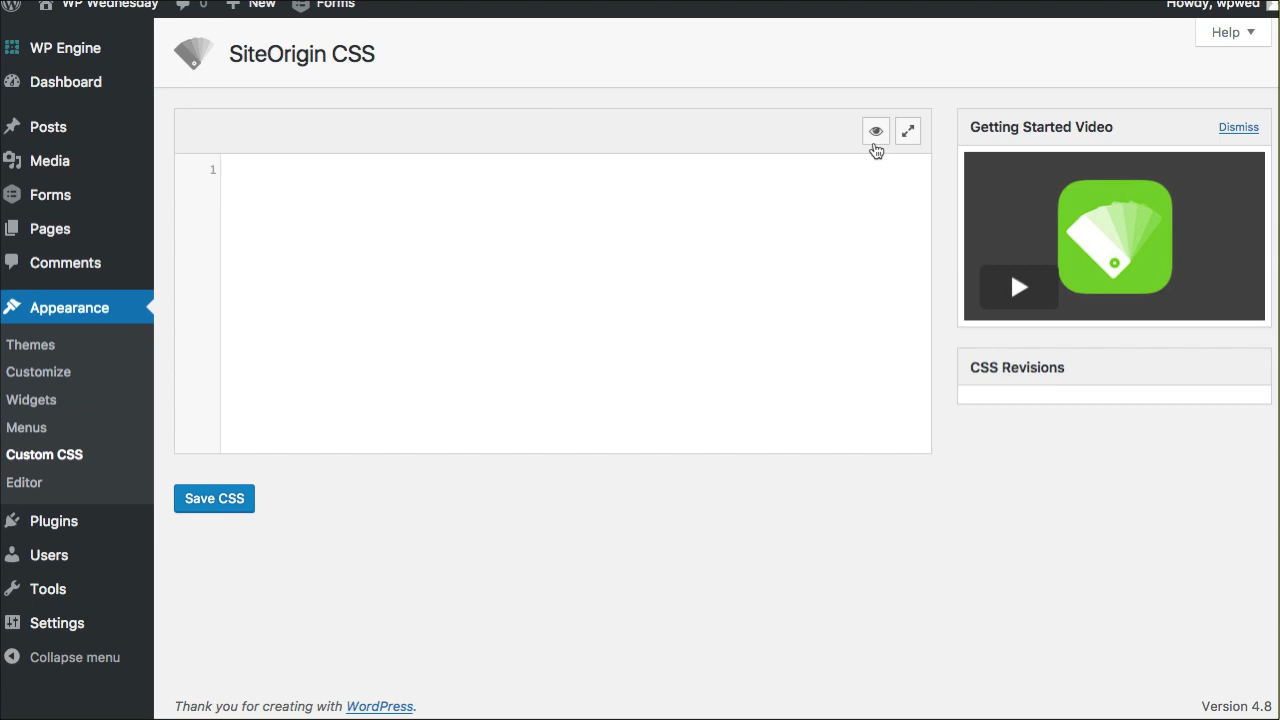 WP Wednesday 0 New Forms Howdy, wpwed
WP Engine
Dashboard
Posts
Media
Forms
Pages
Comments
Appearance
Themes
Customize
Widgets
Menus
Custom CSS
Editor
Plugins
Users
Tools
Settings
Collapse menu
Help
SiteOrigin CSS
1
Save CSS
Getting Started Video Dismiss
CSS Revisions
Thank you for creating with WordPress.
Version 4.8